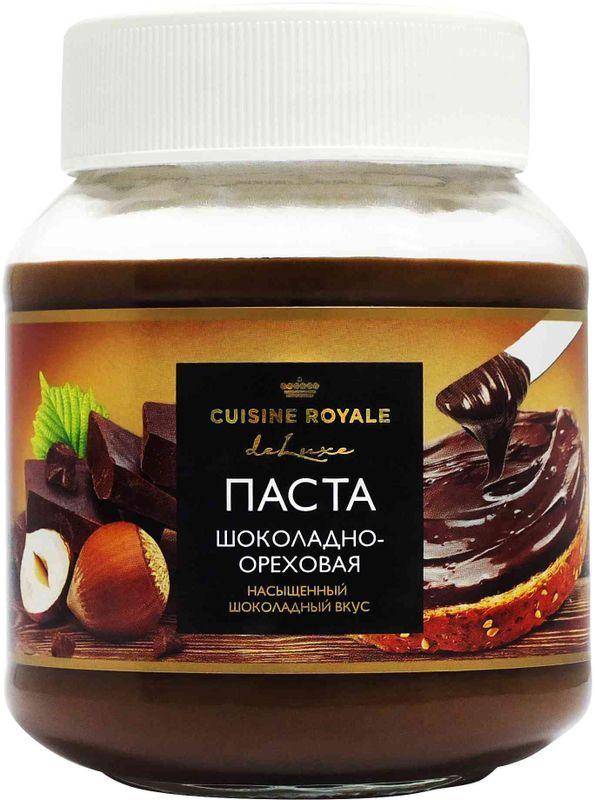 CUISINE ROYALE
deLuxe
ПАСТА
ШОКОЛАДНО-
ОРЕХОВАЯ
НАСЫЩЕННЫЙ
ШОКОЛАДНЫЙ ВКУС